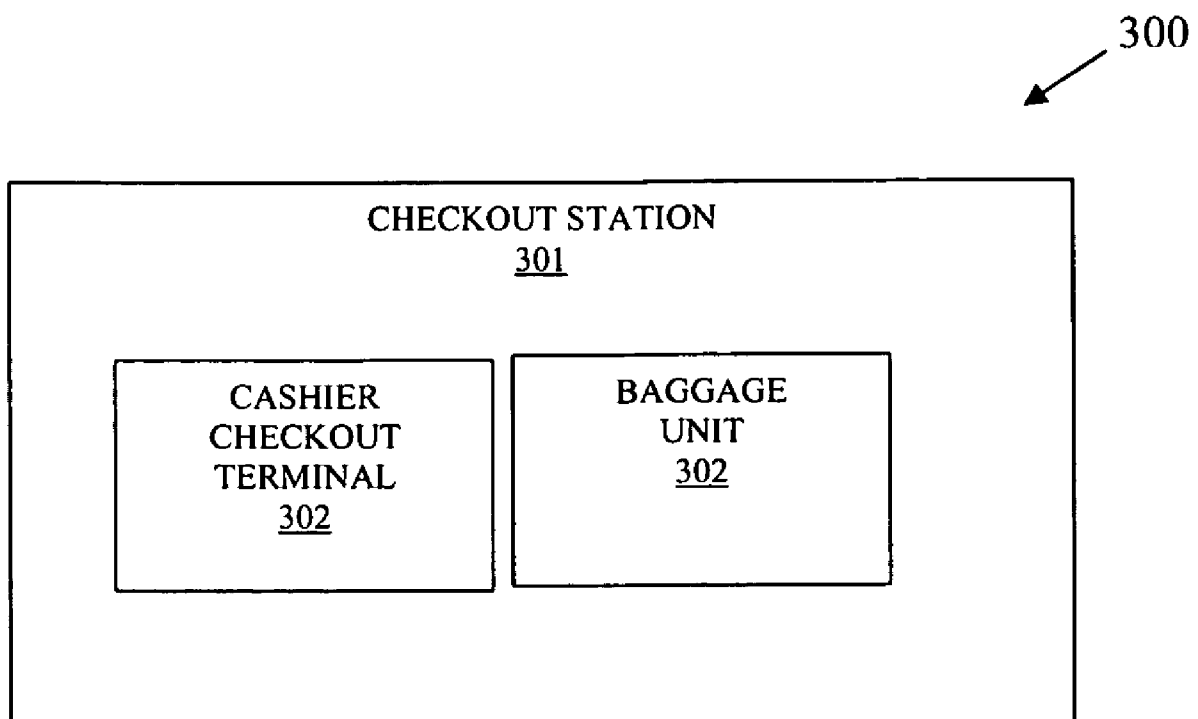 300
CHECKOUT STATION
301
CASHIER
CHECKOUT
TERMINAL
302
BAGGAGE
UNIT
302